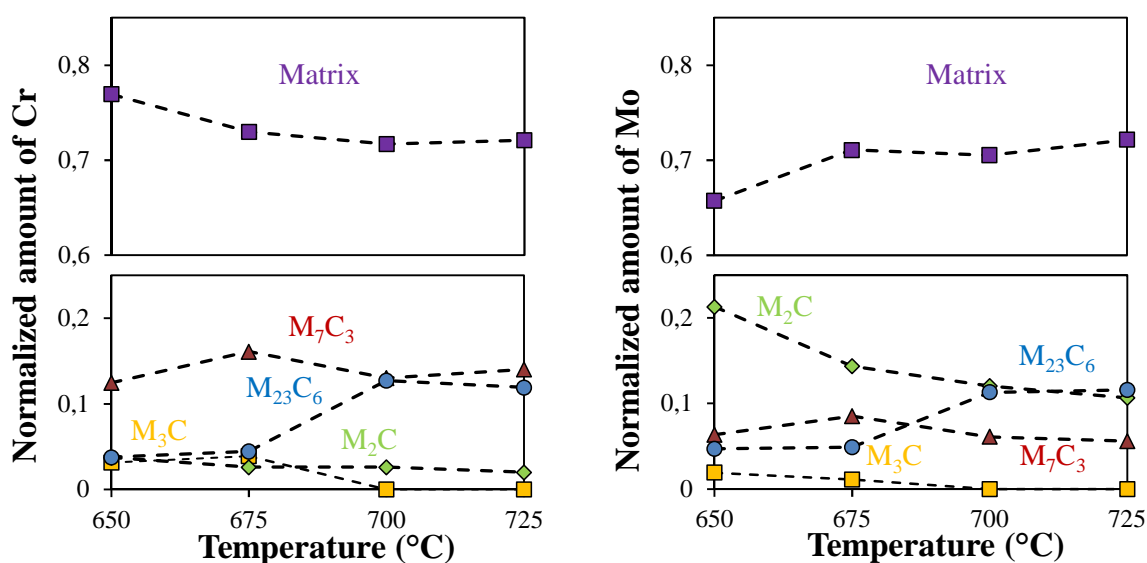 Normalized amount of Cr
0,8
0,7
0,6
Matrix
0,2
0,1
0
M₇C₃
M₂₃C₆
M₃C
M₂C
650
675
700
725
Temperature (°C)
Normalized amount of Mo
0,8
0,7
0,6
Matrix
0,2
0,1
0
M₂C
M₂₃C₆
M₃C
M₇C₃
650
675
700
725
Temperature (°C)